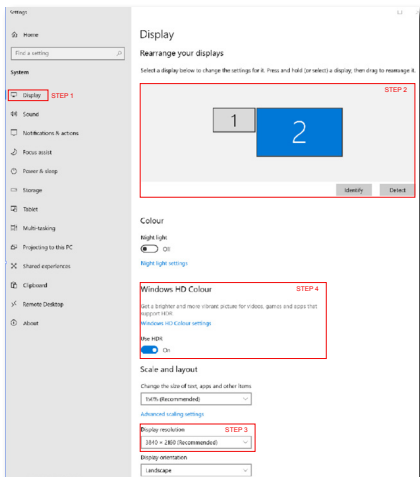 Settings
Home
Find a setting
System
Display STEP 1
Sound
Notifications & actions
Focus assist
Power & sleep
Storage
Tablet
Multi-tasking
Projecting to this PC
Shared experiences
Clipboard
Remote Desktop
About
Display
Rearrange your displays
Select a display below to change the settings for it. Press and hold (or select) a display, then drag to rearrange it.
STEP 2
1
2
Identify
Detect
Colour
Night light
Off
Night light settings
STEP 4
Windows HD Colour
Get a brighter and more vibrant picture for videos, games and apps that
support HDR
Windows HD Colour settings
Use HDR
On
Scale and layout
Change the size of text, apps and other items
(Recommended)
Advanced scaling settings
Display resolution STEP 3
3840 × 2160 (Recommended)
Display orientation
Landscape